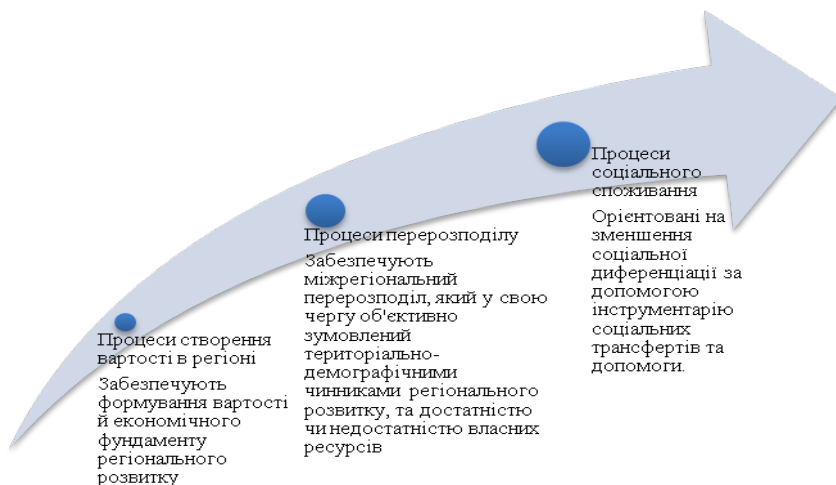 Процеси створення
вартості в регіоні
Забезпечують
формування вартості
й економічного
фундаменту
регіонального
розвитку
Процеси перерозподілу
Забезпечують
міжрегіональний
перерозподіл, який у свою
чергу об'єктивно
зумовлений
територіально-
демографічними
чинниками регіонального
розвитку, та достатністю
чи недостатністю власних
ресурсів
Процеси
соціального
споживання
Орієнтовані на
зменшення
соціальної
диференціації за
допомогою
інструментарію
соціальних
трансфертів та
допомоги.